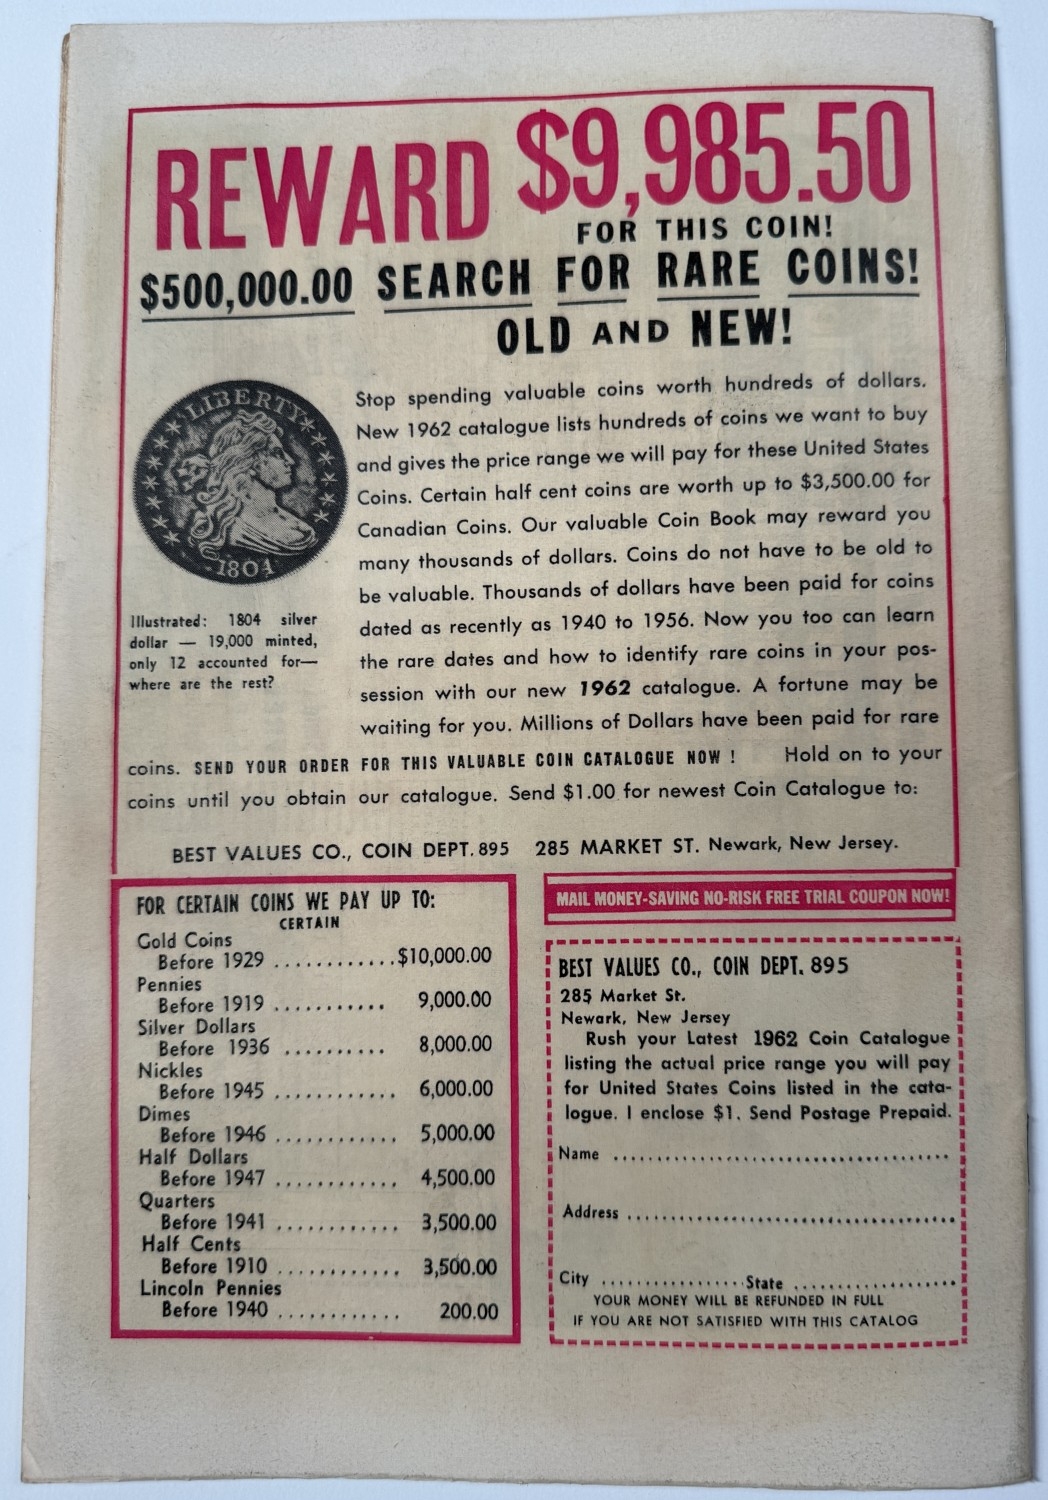 REWARD $9,985.50
FOR THIS COIN!
$500,000.00 SEARCH FOR RARE COINS!
OLD AND NEW!
LIBERTY
1804
Illustrated: 1804 silver
dollar — 19,000 minted,
only 12 accounted for—
where are the rest?
Stop spending valuable coins worth hundreds of dollars.
New 1962 catalogue lists hundreds of coins we want to buy
and gives the price range we will pay for these United States
Coins. Certain half cent coins are worth up to $3,500.00 for
Canadian Coins. Our valuable Coin Book may reward you
many thousands of dollars. Coins do not have to be old to
be valuable. Thousands of dollars have been paid for coins
dated as recently as 1940 to 1956. Now you too can learn
the rare dates and how to identify rare coins in your pos-
session with our new 1962 catalogue. A fortune may be
waiting for you. Millions of Dollars have been paid for rare
coins. SEND YOUR ORDER FOR THIS VALUABLE COIN CATALOGUE NOW ! Hold on to your
coins until you obtain our catalogue. Send $1.00 for newest Coin Catalogue to:
BEST VALUES CO., COIN DEPT. 895 285 MARKET ST. Newark, New Jersey.
FOR CERTAIN COINS WE PAY UP TO:
CERTAIN
Gold Coins
Before 1929 ............$10,000.00
Pennies
Before 1919 ........... 9,000.00
Silver Dollars
Before 1936 .......... 8,000.00
Nickles
Before 1945 ............ 6,000.00
Dimes
Before 1946 ............ 5,000.00
Half Dollars
Before 1947 ............ 4,500.00
Quarters
Before 1941 ............ 3,500.00
Half Cents
Before 1910 ............ 3,500.00
Lincoln Pennies
Before 1940 ............ 200.00
MAIL MONEY-SAVING NO-RISK FREE TRIAL COUPON NOW!
BEST VALUES CO., COIN DEPT. 895
285 Market St.
Newark, New Jersey
Rush your Latest 1962 Coin Catalogue
listing the actual price range you will pay
for United States Coins listed in the cata-
logue. I enclose $1. Send Postage Prepaid.
Name ........................................
Address .......................................
City .................State ...................
YOUR MONEY WILL BE REFUNDED IN FULL
IF YOU ARE NOT SATISFIED WITH THIS CATALOG